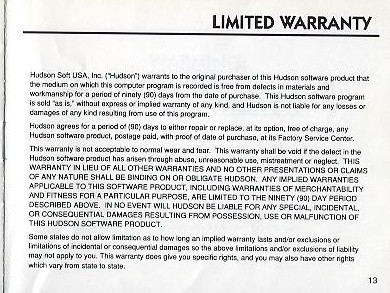 LIMITED WARRANTY
Hudson Soft USA, Inc. ("Hudson") warrants to the original purchaser of this Hudson software product that
the medium on which this computer program is recorded is free from defects in materials and
workmanship for a period of ninety (90) days from the date of purchase. This Hudson software program
is sold "as is," without express or implied warranty of any kind, and Hudson is not liable for any losses or
damages of any kind resulting from use of this program.
Hudson agrees for a period of (90) days to either repair or replace, at its option, free of charge, any
Hudson software product, postage paid, with proof of date of purchase, at its Factory Service Center.
This warranty is not acceptable to normal wear and tear. This warranty shall be void if the defect in the
Hudson software product has arisen through abuse, unreasonable use, mistreatment or neglect. THIS
WARRANTY IN LIEU OF ALL OTHER WARRANTIES AND NO OTHER PRESENTATIONS OR CLAIMS
OF ANY NATURE SHALL BE BINDING ON OR OBLIGATE HUDSON. ANY IMPLIED WARRANTIES
APPLICABLE TO THIS SOFTWARE PRODUCT, INCLUDING WARRANTIES OF MERCHANTABILITY
AND FITNESS FOR A PARTICULAR PURPOSE, ARE LIMITED TO THE NINETY (90) DAY PERIOD
DESCRIBED ABOVE. IN NO EVENT WILL HUDSON BE LIABLE FOR ANY SPECIAL, INCIDENTAL,
OR CONSEQUENTIAL DAMAGES RESULTING FROM POSSESSION, USE OR MALFUNCTION OF
THIS HUDSON SOFTWARE PRODUCT.
Some states do not allow limitation as to how long an implied warranty lasts and/or exclusions or
limitations of incidental or consequential damages so the above limitations and/or exclusions of liability
may not apply to you. This warranty does give you specific rights, and you may also have other rights
which vary from state to state.
13